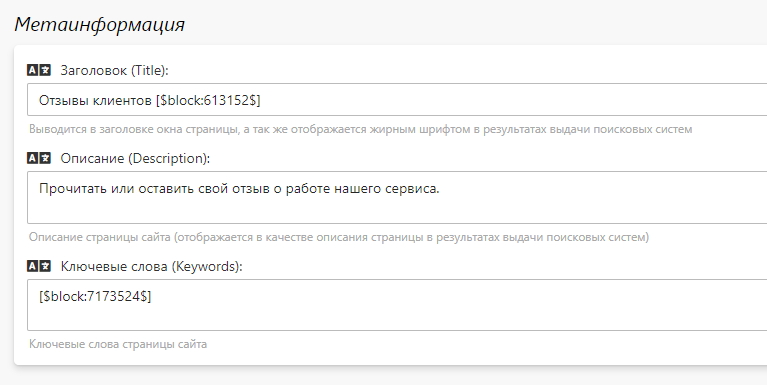 Метаинформация
Заголовок (Title):
Отзывы клиентов [$block:613152$]
Выводится в заголовке окна страницы, а так же отображается жирным шрифтом в результатах выдачи поисковых систем
Описание (Description):
Прочитать или оставить свой отзыв о работе нашего сервиса.
Описание страницы сайта (отображается в качестве описания страницы в результатах выдачи поисковых систем)
Ключевые слова (Keywords):
[$block:7173524$]
Ключевые слова страницы сайта